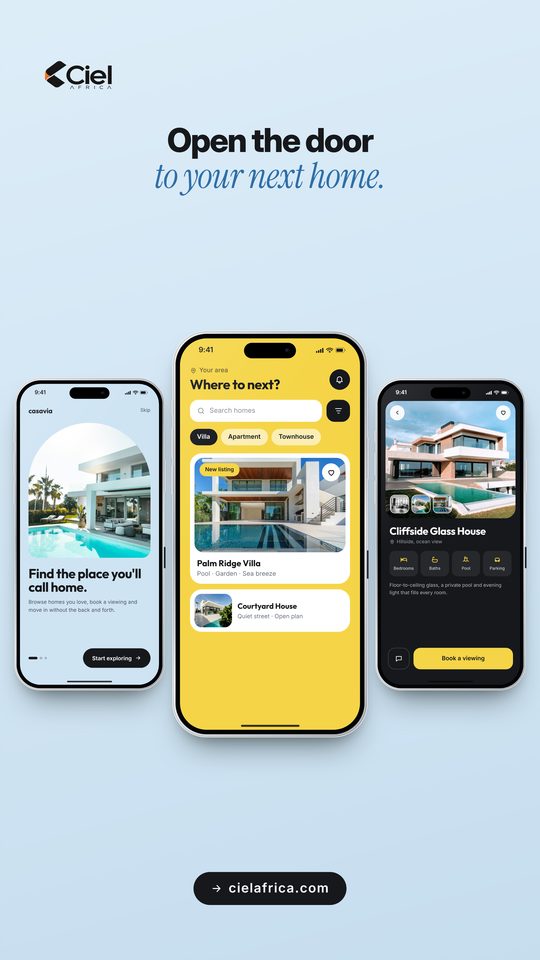 Ciel
AFRICA
Open the door
to your next home.
9:41
casavia
Skip
Find the place you'll
call home.
Browse homes you love, book a viewing and
move in without the back and forth.
Start exploring →
9:41
Your area
Where to next?
Search homes
Villa
Apartment
Townhouse
New listing
Palm Ridge Villa
Pool · Garden · Sea breeze
Courtyard House
Quiet street · Open plan
9:41
Cliffside Glass House
Hillside, ocean view
Bedrooms
Baths
Pool
Parking
Floor-to-ceiling glass, a private pool and evening
light that fills every room.
Book a viewing
→ cielafrica.com